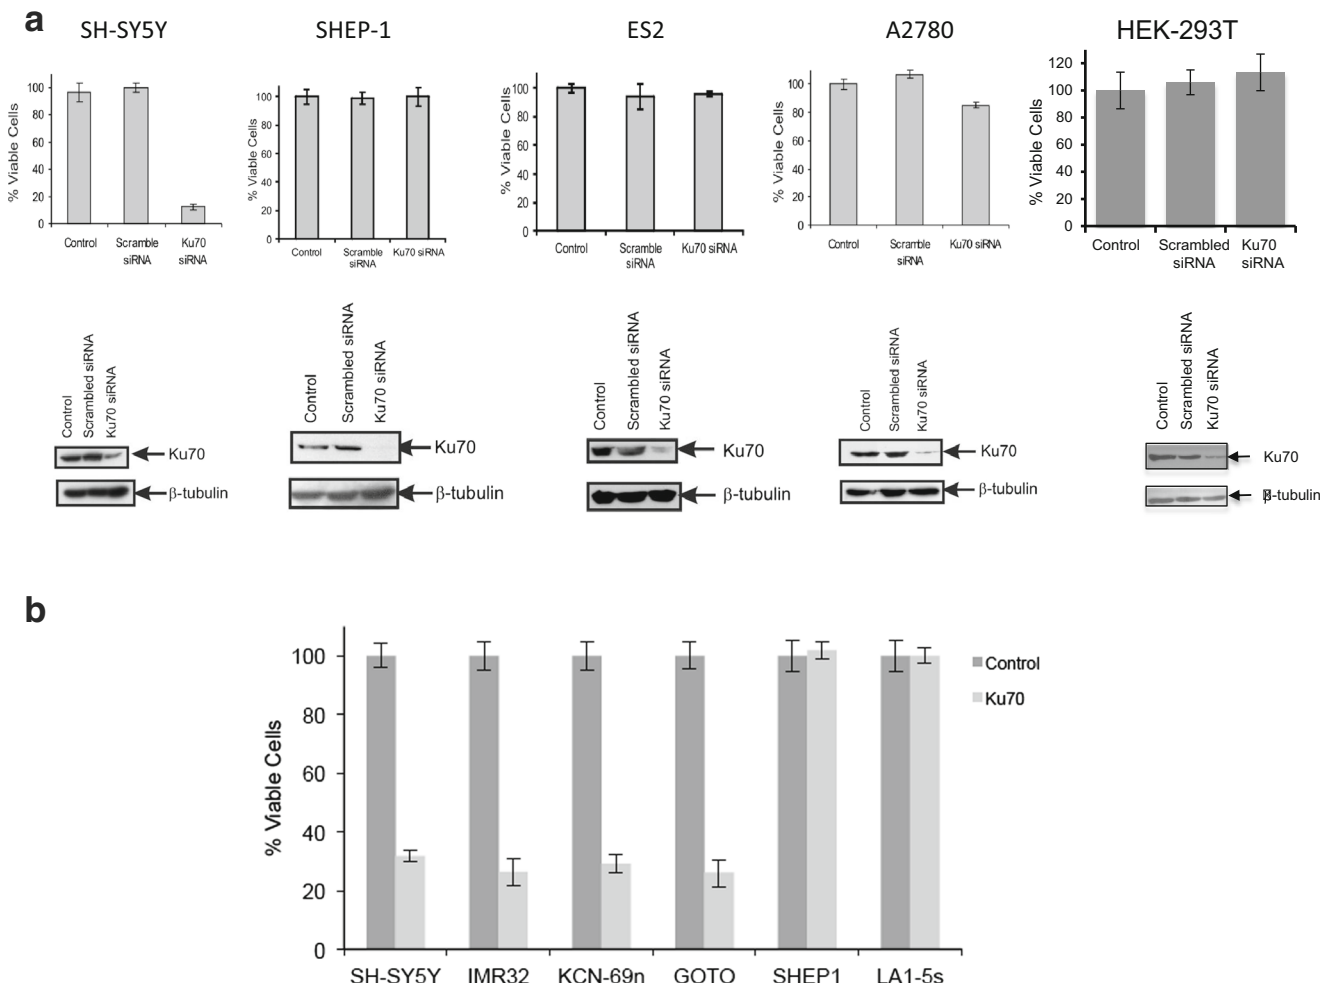 a
SH-SY5Y
SHEP-1
ES2
A2780
HEK-293T
% Viable Cells
100
80
60
40
20
0
Control
Scramble
siRNA
Ku70
siRNA
% Viable Cells
100
80
60
40
20
0
Control
Scramble
siRNA
Ku70 siRNA
% Viable Cells
100
80
60
40
20
0
Control
Scramble
siRNA
Ku70 siRNA
% Viable Cells
100
80
60
40
20
0
Control
Scramble
siRNA
Ku70 siRNA
% Viable Cells
120
100
80
60
40
20
0
Control
Scrambled
siRNA
Ku70
siRNA
Control
Scrambled siRNA
Ku70 siRNA
Ku70
β-tubulin
Control
Scrambled siRNA
Ku70 siRNA
Ku70
β-tubulin
Control
Scrambled siRNA
Ku70 siRNA
Ku70
β-tubulin
Control
Scrambled siRNA
Ku70 siRNA
Ku70
β-tubulin
Control
Scrambled siRNA
Ku70 siRNA
Ku70
-tubulin
b
% Viable Cells
100
80
60
40
20
0
SH-SY5Y
IMR32
KCN-69n
GOTO
SHEP1
LA1-5s
Control
Ku70